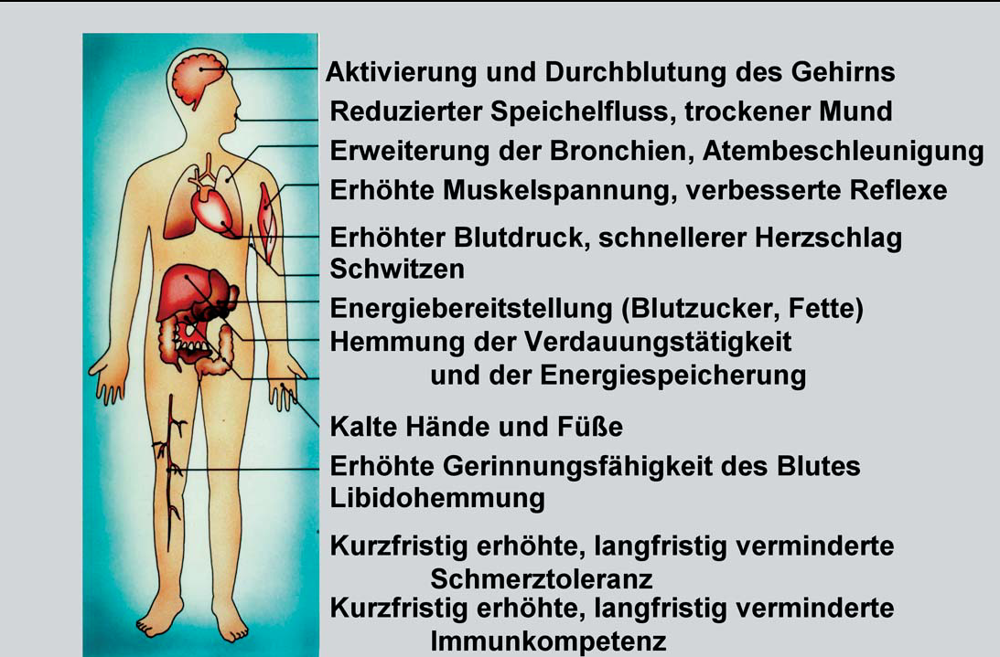 Aktivierung und Durchblutung des Gehirns
Reduzierter Speichelfluss, trockener Mund
Erweiterung der Bronchien, Atembeschleunigung
Erhöhte Muskelspannung, verbesserte Reflexe
Erhöhter Blutdruck, schnellerer Herzschlag
Schwitzen
Energiebereitstellung (Blutzucker, Fette)
Hemmung der Verdauungstätigkeit
und der Energiespeicherung
Kalte Hände und Füße
Erhöhte Gerinnungsfähigkeit des Blutes
Libidohemmung
Kurzfristig erhöhte, langfristig verminderte
Schmerztoleranz
Kurzfristig erhöhte, langfristig verminderte
Immunkompetenz